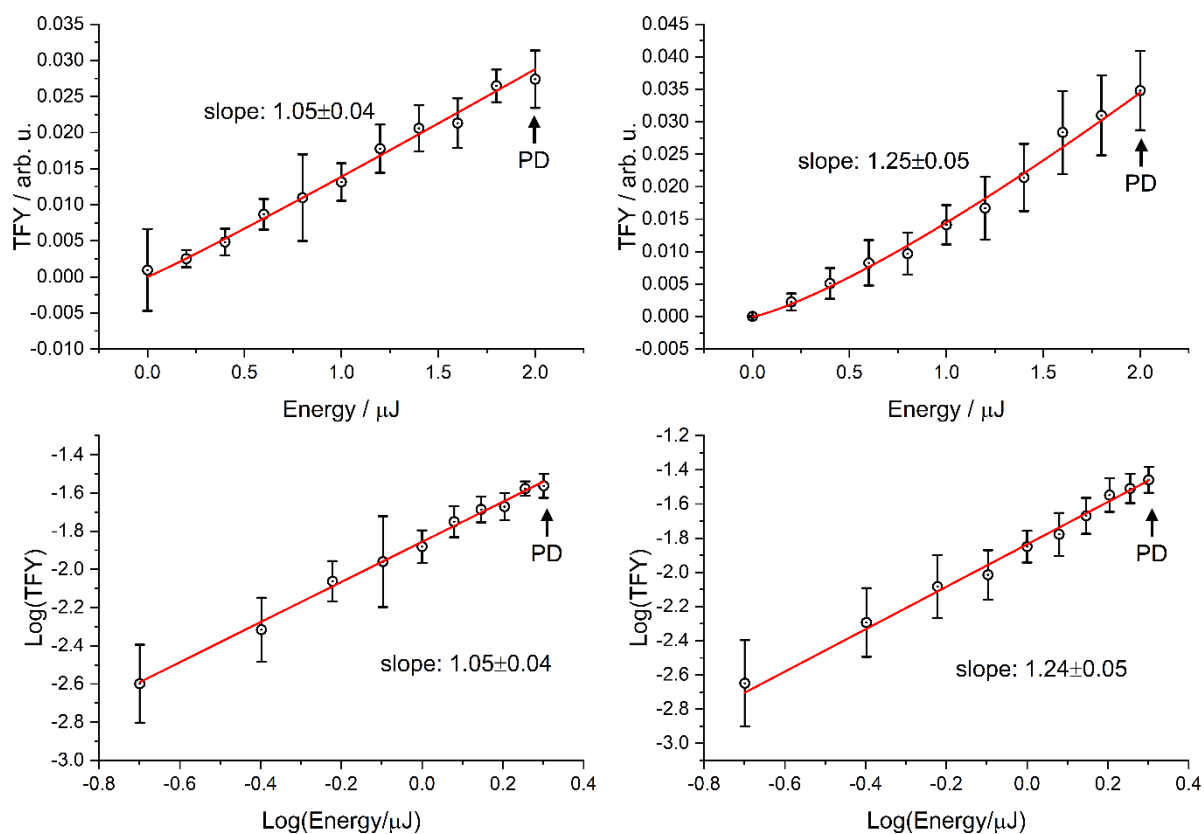 0.035
0.030
0.025
0.020
0.015
0.010
0.005
0.000
-0.005
-0.010
TFY / arb. u.
slope: 1.05±0.04
PD
0.0 0.5 1.0 1.5 2.0
Energy / μJ
0.045
0.040
0.035
0.030
0.025
0.020
0.015
0.010
0.005
0.000
-0.005
TFY / arb. u.
slope: 1.25±0.05
PD
0.0 0.5 1.0 1.5 2.0
Energy / μJ
-1.4
-1.6
-1.8
-2.0
-2.2
-2.4
-2.6
-2.8
-3.0
Log(TFY)
PD
slope: 1.05±0.04
-0.8 -0.6 -0.4 -0.2 0.0 0.2 0.4
Log(Energy/μJ)
-1.2
-1.4
-1.6
-1.8
-2.0
-2.2
-2.4
-2.6
-2.8
-3.0
Log(TFY)
PD
slope: 1.24±0.05
-0.8 -0.6 -0.4 -0.2 0.0 0.2 0.4
Log(Energy/μJ)